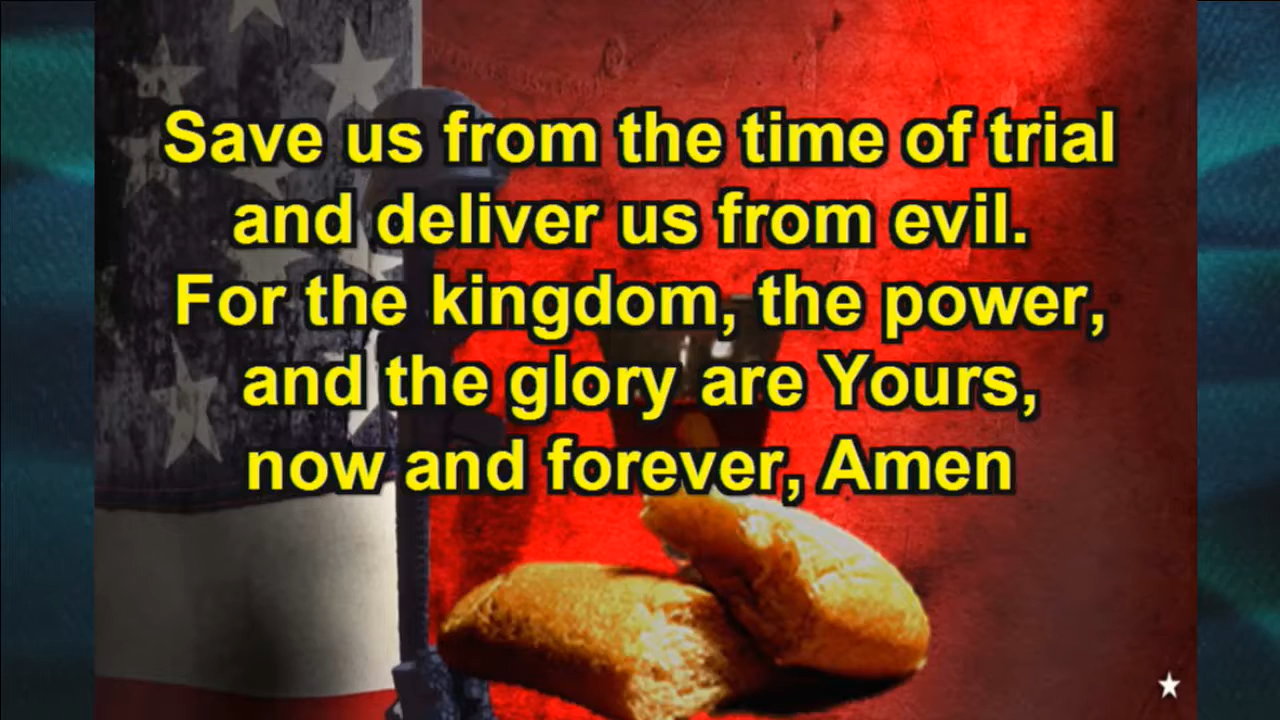 Save us from the time of trial
and deliver us from evil.
For the kingdom, the power,
and the glory are Yours,
now and forever, Amen